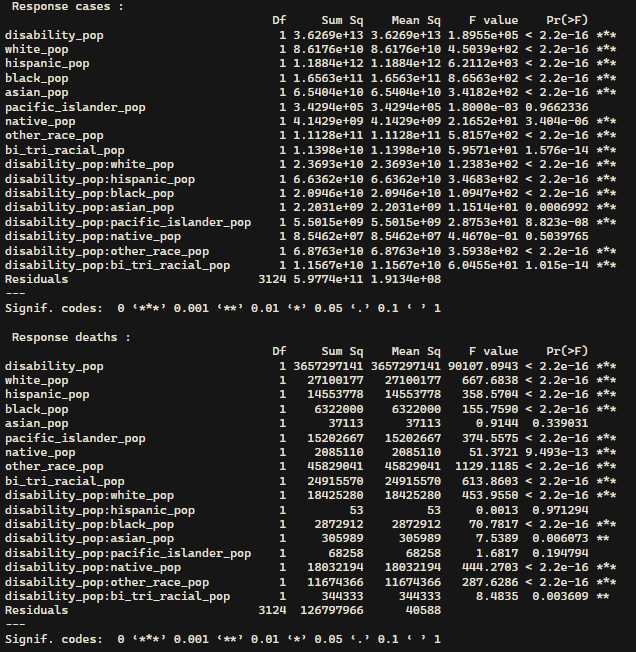 Response cases :
Df Sum Sq Mean Sq F value Pr(>F)
disability_pop 1 3.6269e+13 3.6269e+13 1.8955e+05 < 2.2e-16 ***
white_pop 1 8.6176e+10 8.6176e+10 4.5039e+02 < 2.2e-16 ***
hispanic_pop 1 1.1884e+12 1.1884e+12 6.2112e+03 < 2.2e-16 ***
black_pop 1 1.6563e+11 1.6563e+11 8.6563e+02 < 2.2e-16 ***
asian_pop 1 6.5404e+10 6.5404e+10 3.4182e+02 < 2.2e-16 ***
pacific_islander_pop 1 3.4294e+05 3.4294e+05 1.8000e-03 0.9662336
native_pop 1 4.1429e+09 4.1429e+09 2.1652e+01 3.404e-06 ***
other_race_pop 1 1.1128e+11 1.1128e+11 5.8157e+02 < 2.2e-16 ***
bi_tri_racial_pop 1 1.1398e+10 1.1398e+10 5.9571e+01 1.576e-14 ***
disability_pop:white_pop 1 2.3693e+10 2.3693e+10 1.2383e+02 < 2.2e-16 ***
disability_pop:hispanic_pop 1 6.6362e+10 6.6362e+10 3.4683e+02 < 2.2e-16 ***
disability_pop:black_pop 1 2.0946e+10 2.0946e+10 1.0947e+02 < 2.2e-16 ***
disability_pop:asian_pop 1 2.2031e+09 2.2031e+09 1.1514e+01 0.0006992 ***
disability_pop:pacific_islander_pop 1 5.5015e+09 5.5015e+09 2.8753e+01 8.823e-08 ***
disability_pop:native_pop 1 8.5462e+07 8.5462e+07 4.4670e-01 0.5039765
disability_pop:other_race_pop 1 6.8763e+10 6.8763e+10 3.5938e+02 < 2.2e-16 ***
disability_pop:bi_tri_racial_pop 1 1.1567e+10 1.1567e+10 6.0455e+01 1.015e-14 ***
Residuals 3124 5.9774e+11 1.9134e+08
---
Signif. codes: 0 ‘***’ 0.001 ‘**’ 0.01 ‘*’ 0.05 ‘.’ 0.1 ‘ ’ 1
Response deaths :
Df Sum Sq Mean Sq F value Pr(>F)
disability_pop 1 3657297141 3657297141 90107.0943 < 2.2e-16 ***
white_pop 1 27100177 27100177 667.6838 < 2.2e-16 ***
hispanic_pop 1 14553778 14553778 358.5704 < 2.2e-16 ***
black_pop 1 6322000 6322000 155.7590 < 2.2e-16 ***
asian_pop 1 37113 37113 0.9144 0.339031
pacific_islander_pop 1 15202667 15202667 374.5575 < 2.2e-16 ***
native_pop 1 2085110 2085110 51.3721 9.493e-13 ***
other_race_pop 1 45829041 45829041 1129.1185 < 2.2e-16 ***
bi_tri_racial_pop 1 24915570 24915570 613.8603 < 2.2e-16 ***
disability_pop:white_pop 1 18425280 18425280 453.9550 < 2.2e-16 ***
disability_pop:hispanic_pop 1 53 53 0.0013 0.971294
disability_pop:black_pop 1 2872912 2872912 70.7817 < 2.2e-16 ***
disability_pop:asian_pop 1 305989 305989 7.5389 0.006073 **
disability_pop:pacific_islander_pop 1 68258 68258 1.6817 0.194794
disability_pop:native_pop 1 18032194 18032194 444.2703 < 2.2e-16 ***
disability_pop:other_race_pop 1 11674366 11674366 287.6286 < 2.2e-16 ***
disability_pop:bi_tri_racial_pop 1 344333 344333 8.4835 0.003609 **
Residuals 3124 126797966 40588
---
Signif. codes: 0 ‘***’ 0.001 ‘**’ 0.01 ‘*’ 0.05 ‘.’ 0.1 ‘ ’ 1